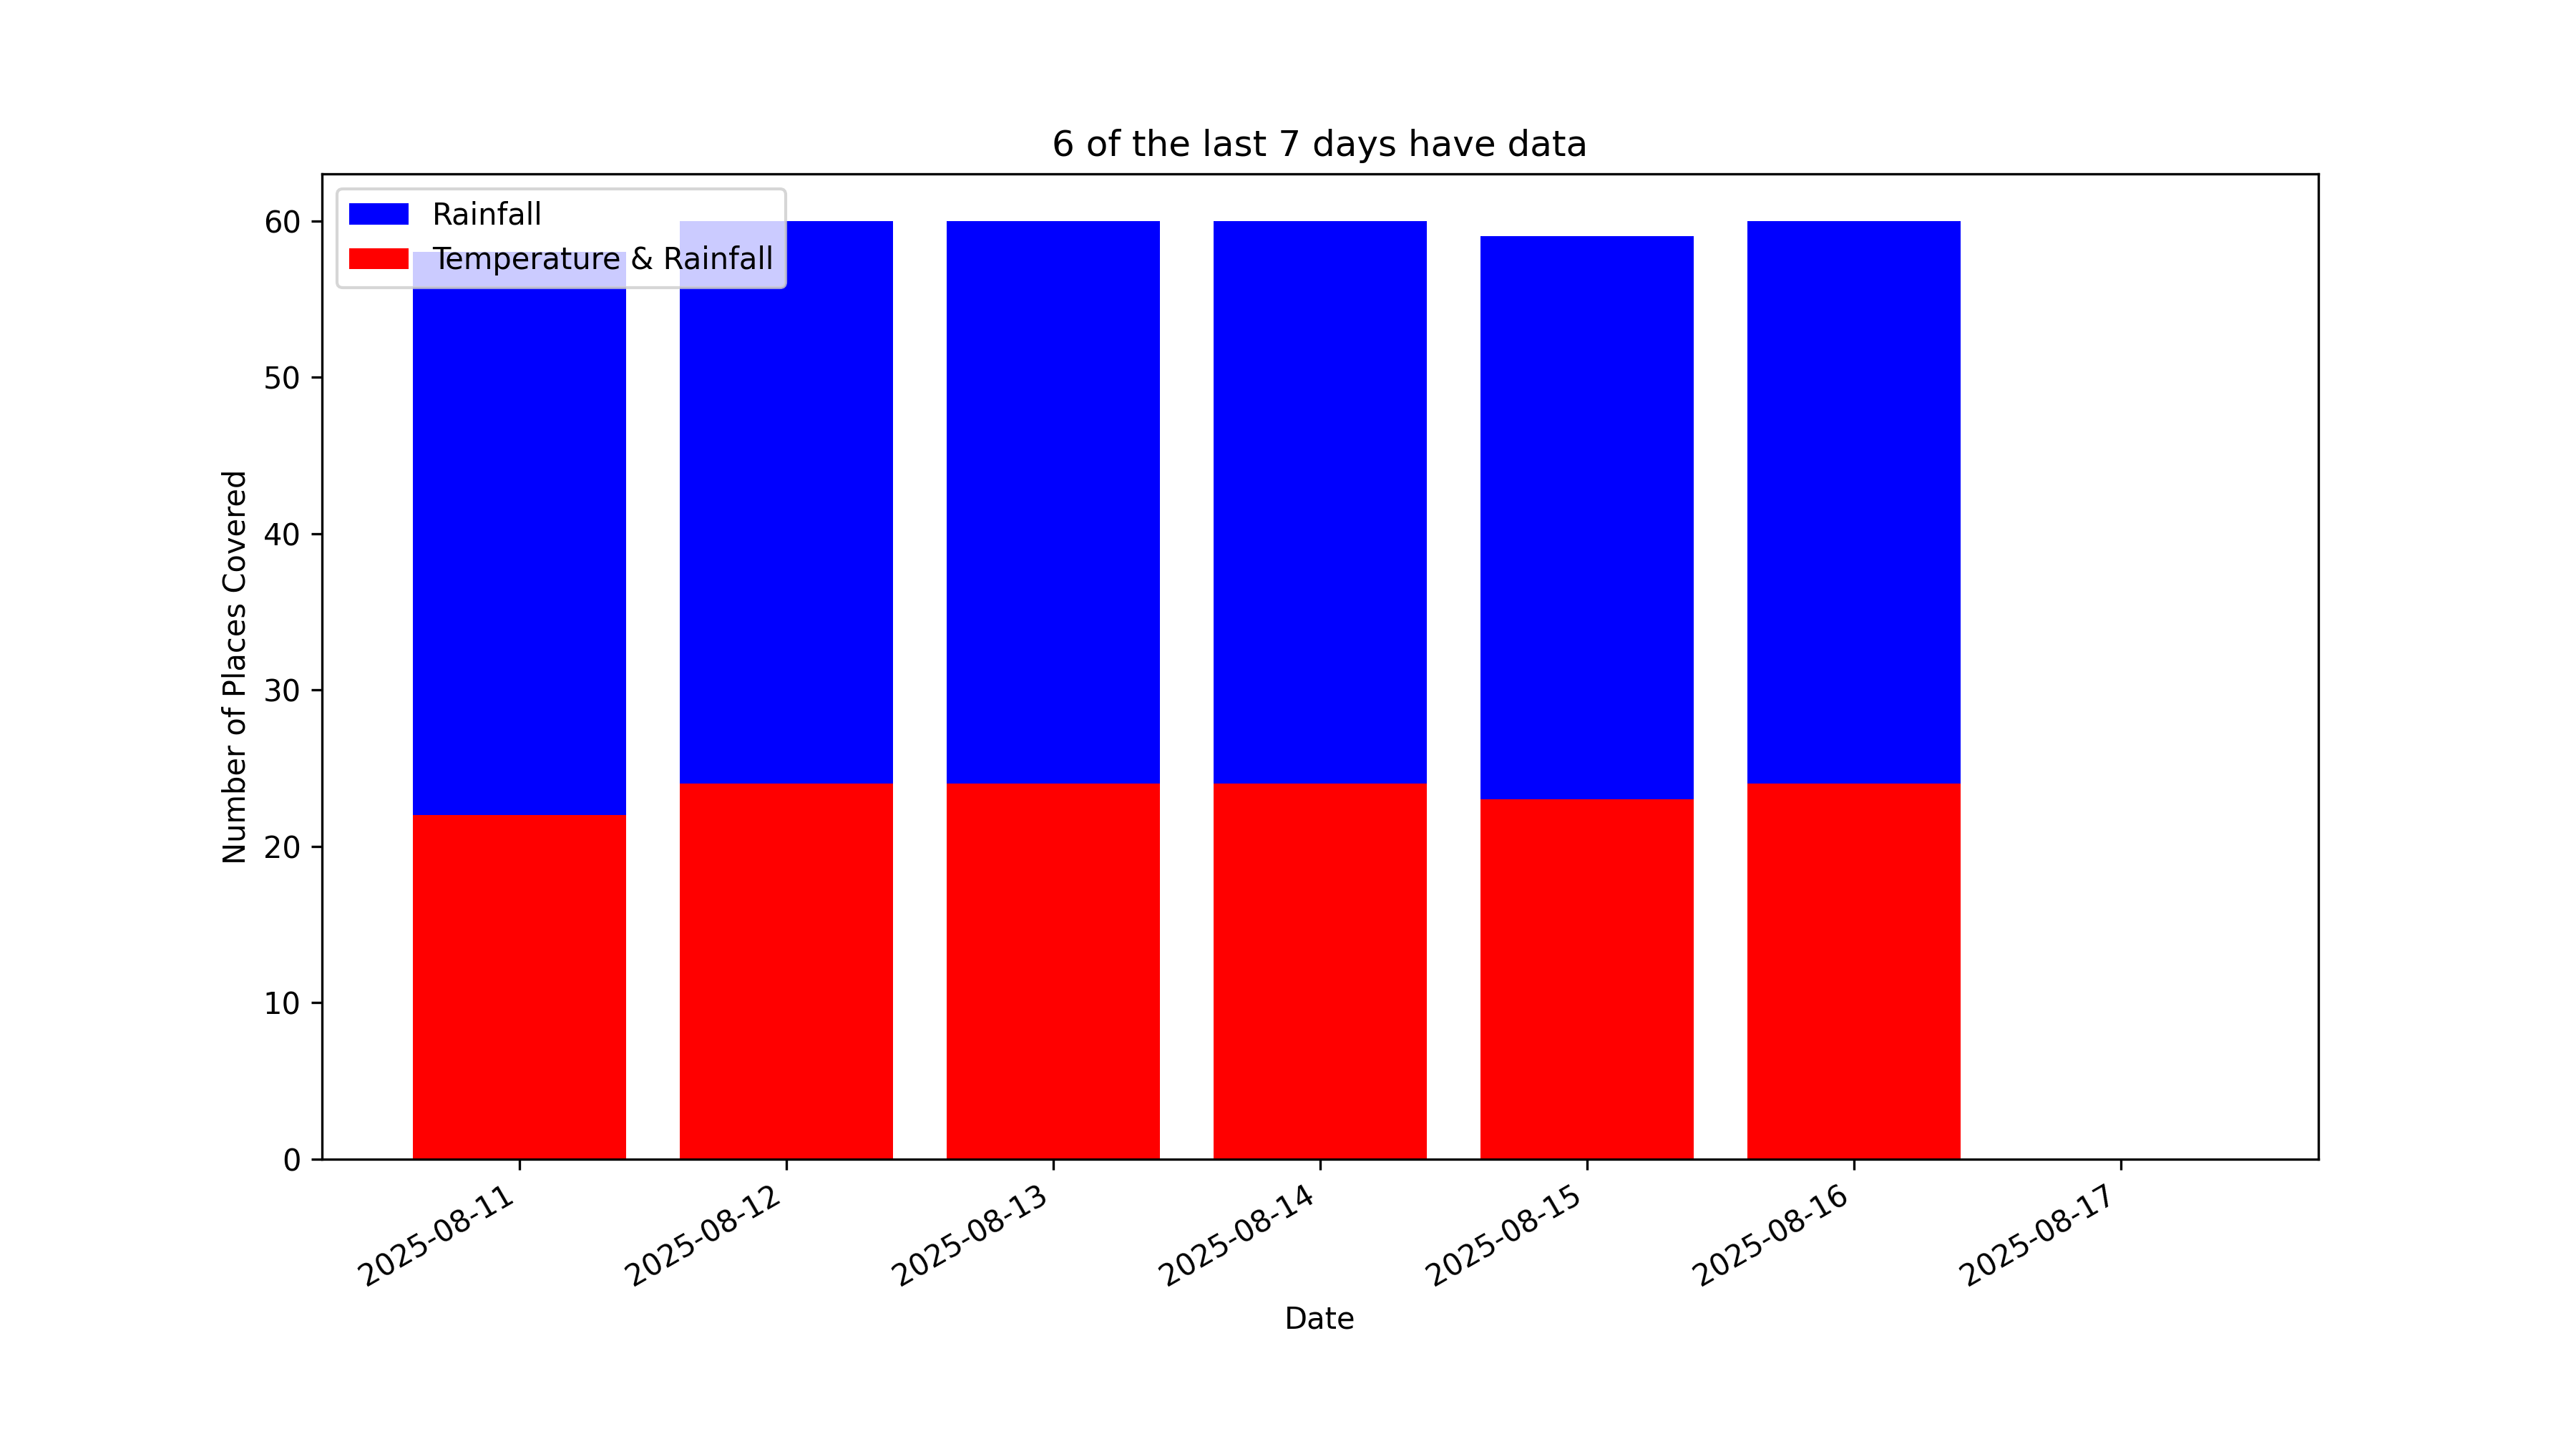 6 of the last 7 days have data
Rainfall
Temperature & Rainfall
Number of Places Covered
60
50
40
30
20
10
0
2025-08-11
2025-08-12
2025-08-13
2025-08-14
2025-08-15
2025-08-16
2025-08-17
Date